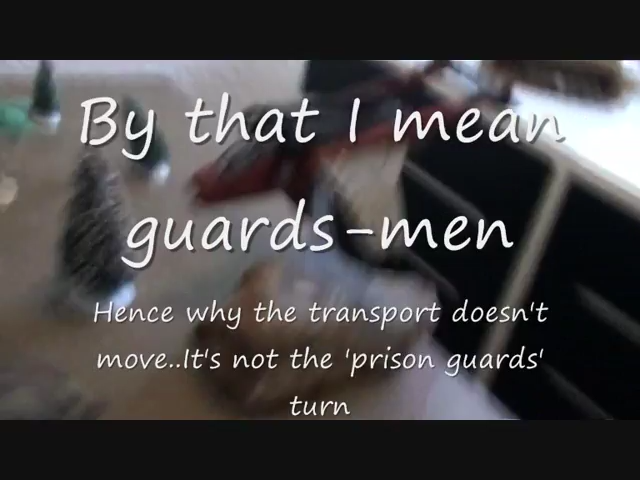 By that I mean
guards-men
Hence why the transport doesn't
move..It's not the 'prison guards'
turn